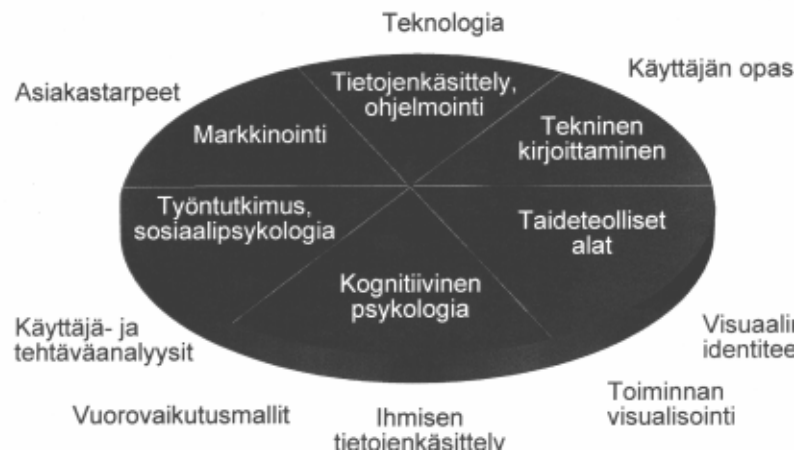 Teknologia
Asiakastarpeet
Käyttäjän opas
Tietojenkäsittely,
ohjelmointi
Markkinointi
Tekninen
kirjoittaminen
Työntutkimus,
sosiaalipsykologia
Taideteolliset
alat
Kognitiivinen
psykologia
Käyttäjä- ja
tehtäväanalyysit
Toiminnan
visualisointi
Vuorovaikutusmallit
Ihmisen
tietojenkäsittely